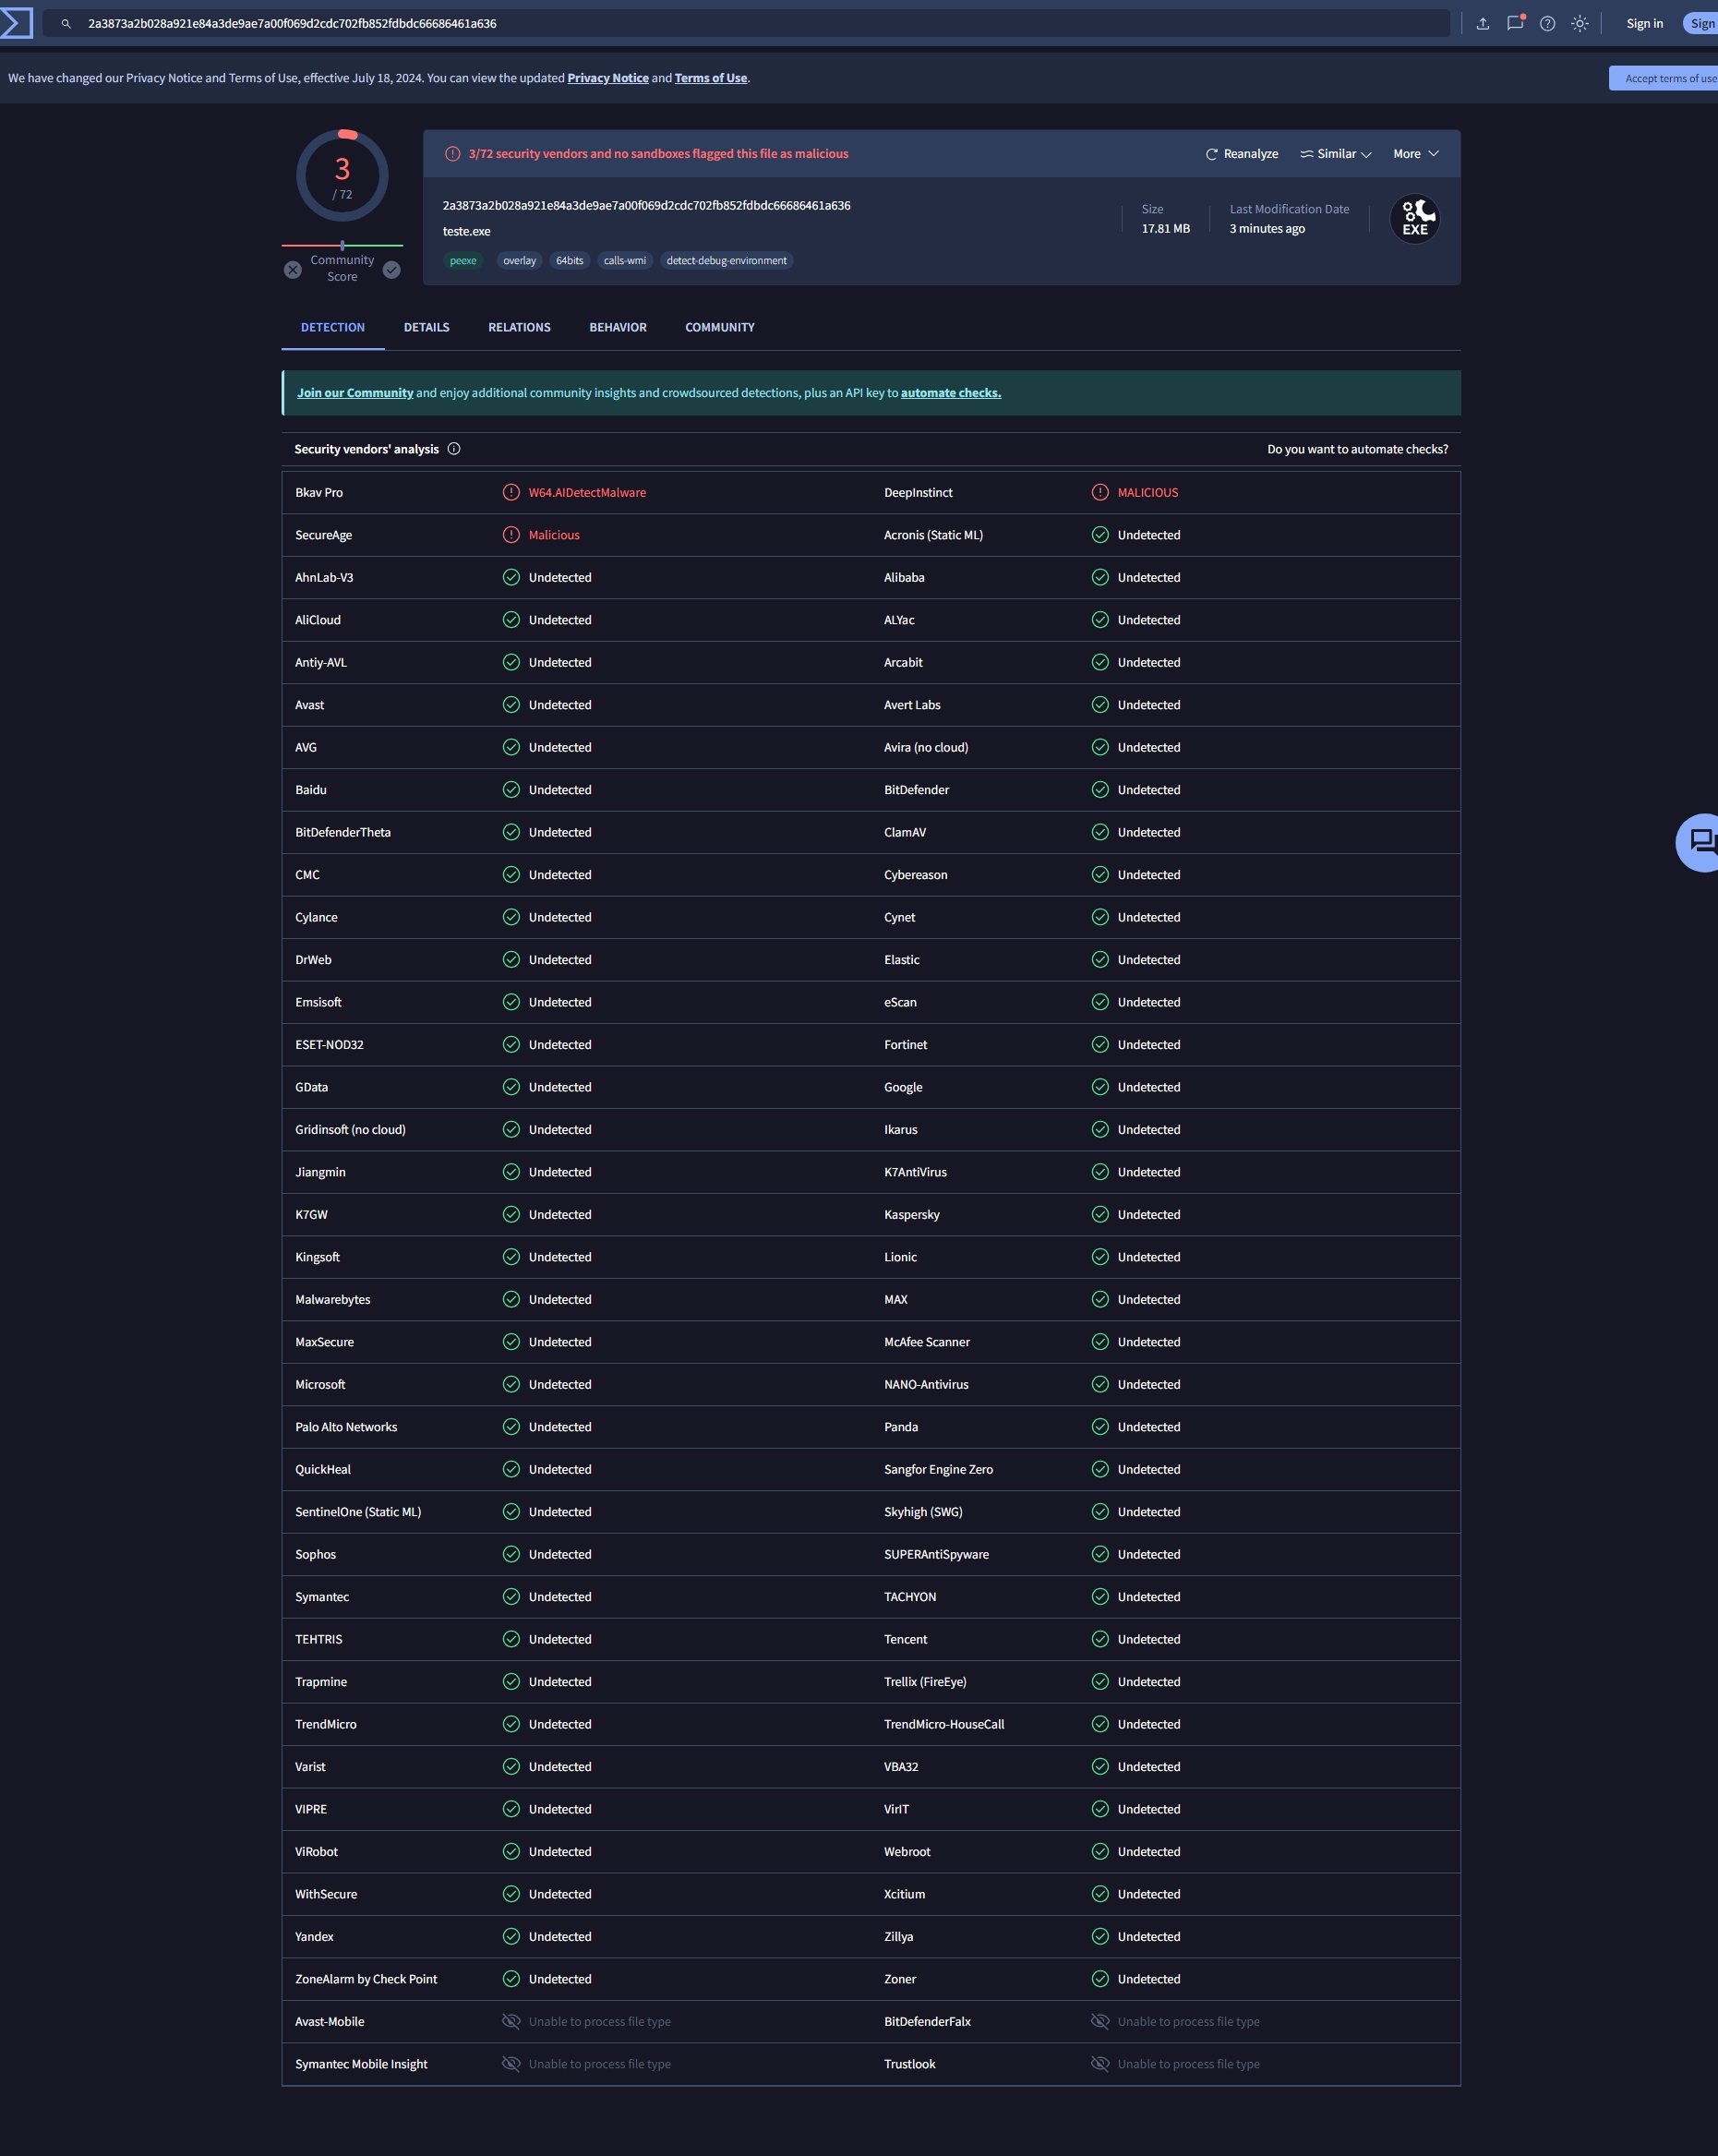 2a3873a2b028a921e84a3de9ae7a00f069d2cdc702fb852fdbdc66686461a636
Sign in
Sign
We have changed our Privacy Notice and Terms of Use, effective July 18, 2024. You can view the updated Privacy Notice and Terms of Use.
Accept terms of use
3
/ 72
Community
Score
3/72 security vendors and no sandboxes flagged this file as malicious
Reanalyze
Similar
More
2a3873a2b028a921e84a3de9ae7a00f069d2cdc702fb852fdbdc66686461a636
teste.exe
peexe
overlay
64bits
calls-wmi
detect-debug-environment
Size
17.81 MB
Last Modification Date
3 minutes ago
EXE
DETECTION
DETAILS
RELATIONS
BEHAVIOR
COMMUNITY
Join our Community and enjoy additional community insights and crowdsourced detections, plus an API key to automate checks.
Security vendors' analysis
Do you want to automate checks?
Bkav Pro W64.AIDetectMalware DeepInstinct MALICIOUS
SecureAge Malicious Acronis (Static ML) Undetected
AhnLab-V3 Undetected Alibaba Undetected
AliCloud Undetected ALYac Undetected
Antiy-AVL Undetected Arcabit Undetected
Avast Undetected Avert Labs Undetected
AVG Undetected Avira (no cloud) Undetected
Baidu Undetected BitDefender Undetected
BitDefenderTheta Undetected ClamAV Undetected
CMC Undetected Cybereason Undetected
Cylance Undetected Cynet Undetected
DrWeb Undetected Elastic Undetected
Emsisoft Undetected eScan Undetected
ESET-NOD32 Undetected Fortinet Undetected
GData Undetected Google Undetected
Gridinsoft (no cloud) Undetected Ikarus Undetected
Jiangmin Undetected K7AntiVirus Undetected
K7GW Undetected Kaspersky Undetected
Kingsoft Undetected Lionic Undetected
Malwarebytes Undetected MAX Undetected
MaxSecure Undetected McAfee Scanner Undetected
Microsoft Undetected NANO-Antivirus Undetected
Palo Alto Networks Undetected Panda Undetected
QuickHeal Undetected Sangfor Engine Zero Undetected
SentinelOne (Static ML) Undetected Skyhigh (SWG) Undetected
Sophos Undetected SUPERAntiSpyware Undetected
Symantec Undetected TACHYON Undetected
TEHTRIS Undetected Tencent Undetected
Trapmine Undetected Trellix (FireEye) Undetected
TrendMicro Undetected TrendMicro-HouseCall Undetected
Varist Undetected VBA32 Undetected
VIPRE Undetected VirIT Undetected
ViRobot Undetected Webroot Undetected
WithSecure Undetected Xcitium Undetected
Yandex Undetected Zillya Undetected
ZoneAlarm by Check Point Undetected Zoner Undetected
Avast-Mobile Unable to process file type BitDefenderFalx Unable to process file type
Symantec Mobile Insight Unable to process file type Trustlook Unable to process file type